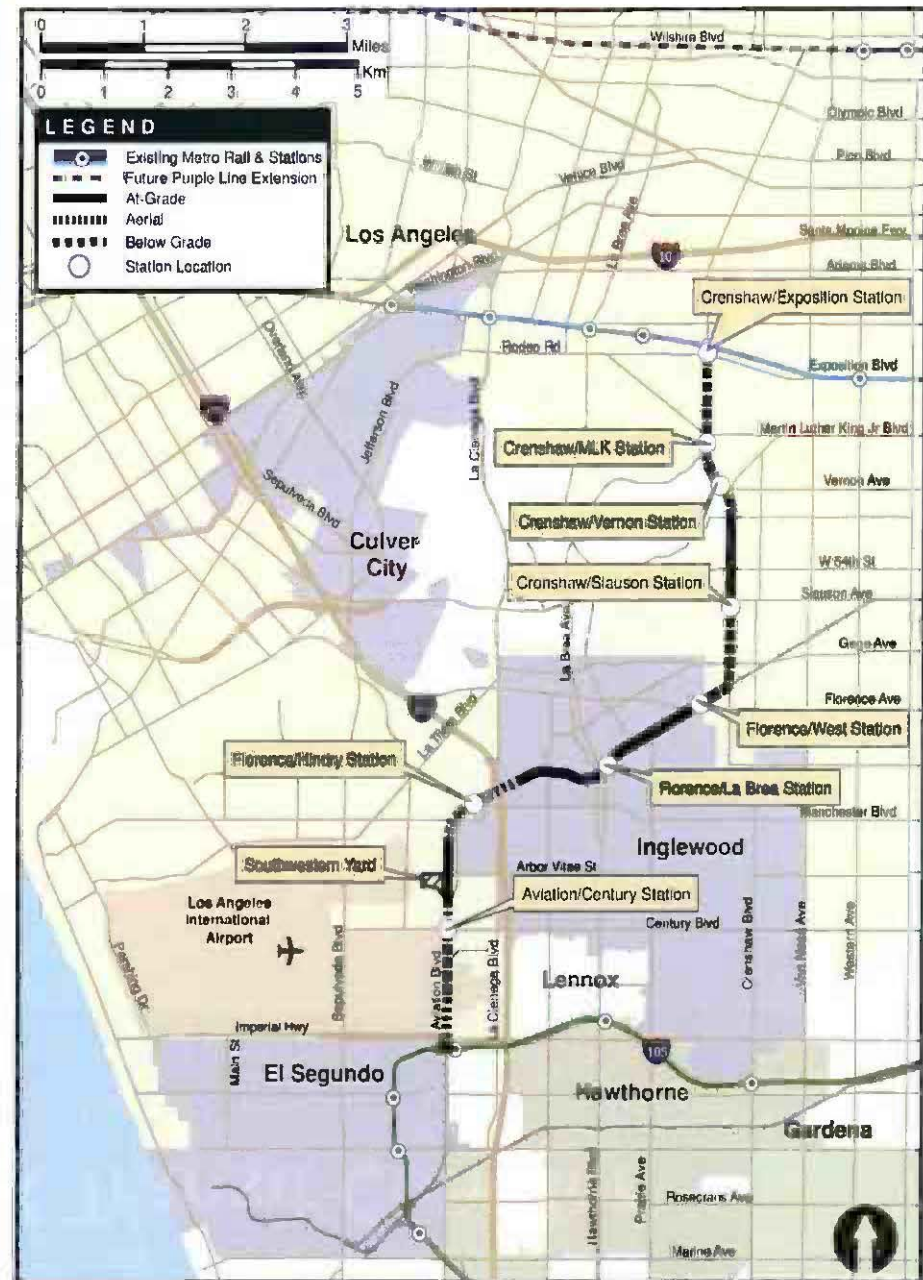 0 1 2 3
Miles
Km
0 1 2 3 4 5
LEGEND
Existing Metro Rail & Stations
Future Purple Line Extension
At-Grade
Aerial
Below Grade
Station Location
Wilshire Blvd
Olympic Blvd
Pico Blvd
Venice Blvd
La Brea Ave
Los Angeles
Santa Monica Fwy
10
Adams Blvd
Washington Blvd
Crenshaw/Exposition Station
Overland Ave
Rodeo Rd
Exposition Blvd
Jefferson Blvd
La Cienega Blvd
Martin Luther King Jr Blvd
Crenshaw/MLK Station
Sepulveda Blvd
Vernon Ave
Crenshaw/Vernon Station
Culver
City
W 54th St
Crenshaw/Slauson Station
Slauson Ave
La Brea Ave
Gage Ave
Florence Ave
La Tijera Blvd
Florence/West Station
Florence/Hindry Station
Florence/La Brea Station
Manchester Blvd
Inglewood
Southwestern Yard
Arbor Vitae St
Aviation/Century Station
Los Angeles
International
Airport
Century Blvd
Pershing Dr
Sepulveda Blvd
Aviation Blvd
La Cienega Blvd
Crenshaw Blvd
Van Ness Ave
Western Ave
Lennox
Imperial Hwy
Main St
105
El Segundo
Hawthorne
Gardena
Hawthorne Blvd
Prairie Ave
Rosecrans Ave
Marine Ave